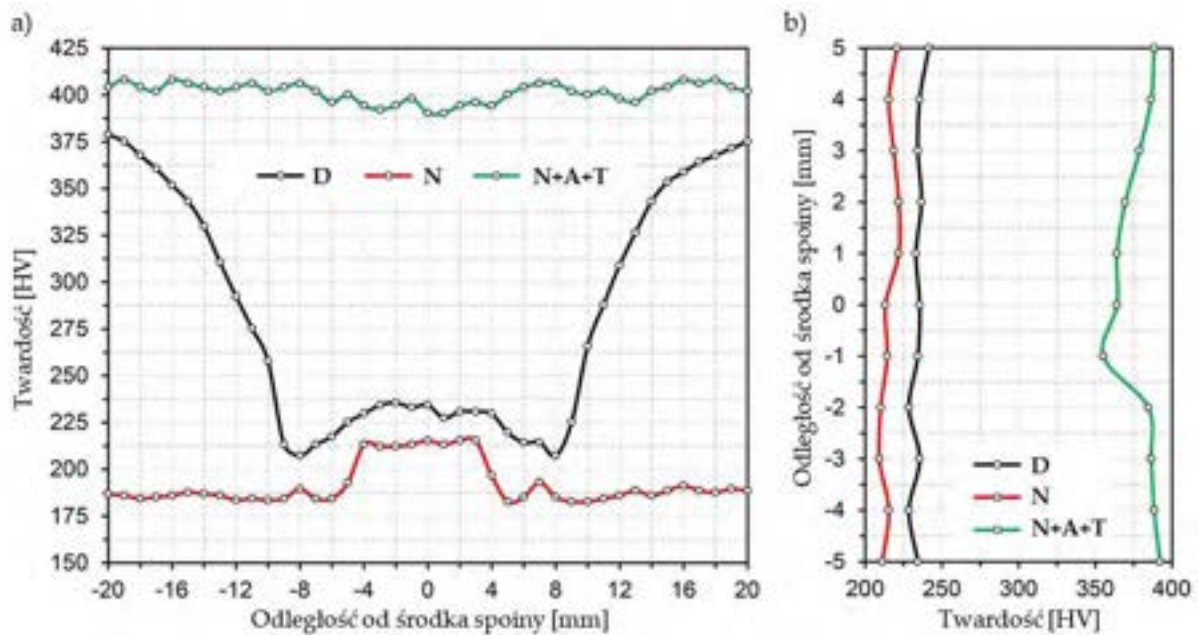 a)
Twardość [HV]
425
400
375
350
325
300
275
250
225
200
175
150
D N N+A+T
-20 -16 -12 -8 -4 0 4 8 12 16 20
Odległość od środka spoiny [mm]
b)
Odległość od środka spoiny [mm]
5
4
3
2
1
0
-1
-2
-3
-4
-5
D
N
N+A+T
200 250 300 350 400
Twardość [HV]